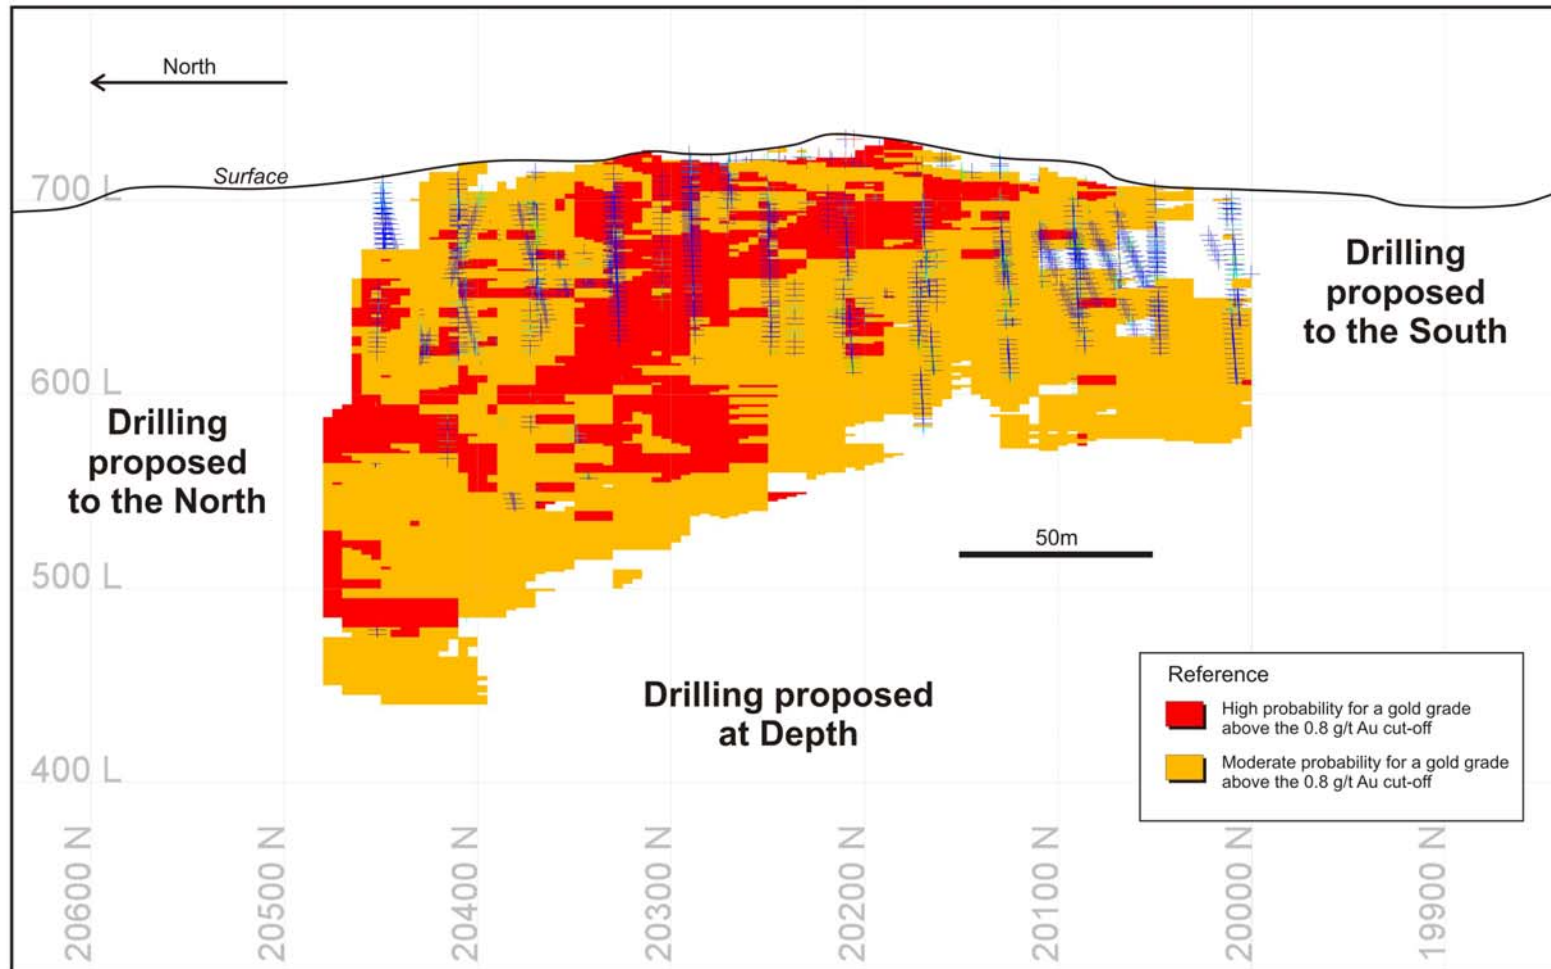 North
Surface
700 L
600 L
500 L
400 L
Drilling
proposed
to the North
Drilling
proposed
to the South
50m
Drilling proposed
at Depth
Reference
High probability for a gold grade
above the 0.8 g/t Au cut-off
Moderate probability for a gold grade
above the 0.8 g/t Au cut-off
20600 N
20500 N
20400 N
20300 N
20200 N
20100 N
20000 N
19900 N